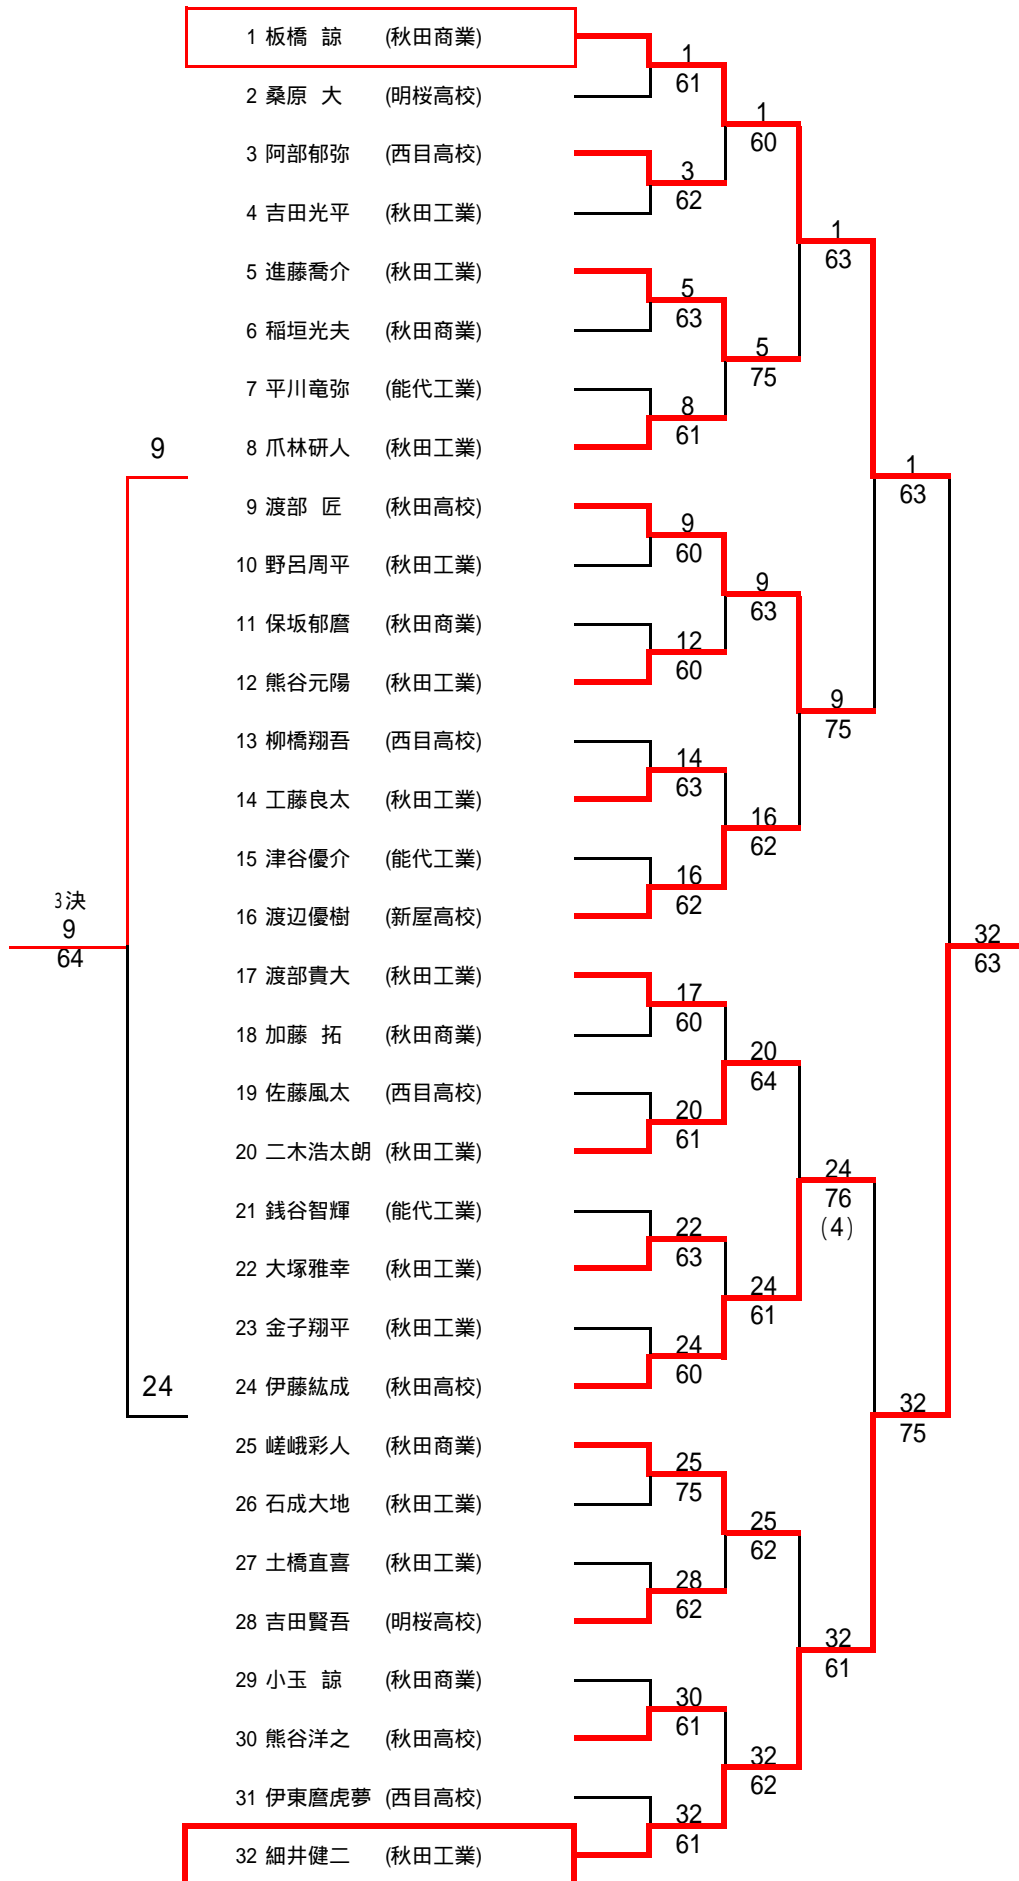 1 板橋 諒 (秋田商業)
1
61
2 桑原 大 (明桜高校)
1
60
3 阿部郁弥 (西目高校)
3
62
4 吉田光平 (秋田工業)
1
63
5 進藤喬介 (秋田工業)
5
63
6 稲垣光夫 (秋田商業)
5
75
7 平川竜弥 (能代工業)
8
61
8 爪林研人 (秋田工業)
9
1
63
9 渡部 匠 (秋田高校)
9
60
10 野呂周平 (秋田工業)
9
63
11 保坂郁磨 (秋田商業)
12
60
12 熊谷元陽 (秋田工業)
9
75
13 柳橋翔吾 (西目高校)
14
63
14 工藤良太 (秋田工業)
16
62
15 津谷優介 (能代工業)
16
62
16 渡辺優樹 (新屋高校)
3決
9
64
32
63
17 渡部貴大 (秋田工業)
17
60
18 加藤 拓 (秋田商業)
20
64
19 佐藤風太 (西目高校)
20
61
20 二木浩太朗 (秋田工業)
24
76
(4)
21 銭谷智輝 (能代工業)
22
63
22 大塚雅幸 (秋田工業)
24
61
23 金子翔平 (秋田工業)
24
60
24 伊藤紘成 (秋田高校)
24
32
75
25 嵯峨彩人 (秋田商業)
25
75
26 石成大地 (秋田工業)
25
62
27 土橋直喜 (秋田工業)
28
62
28 吉田賢吾 (明桜高校)
32
61
29 小玉 諒 (秋田商業)
30
61
30 熊谷洋之 (秋田高校)
32
62
31 伊東磨虎夢 (西目高校)
32
61
32 細井健二 (秋田工業)